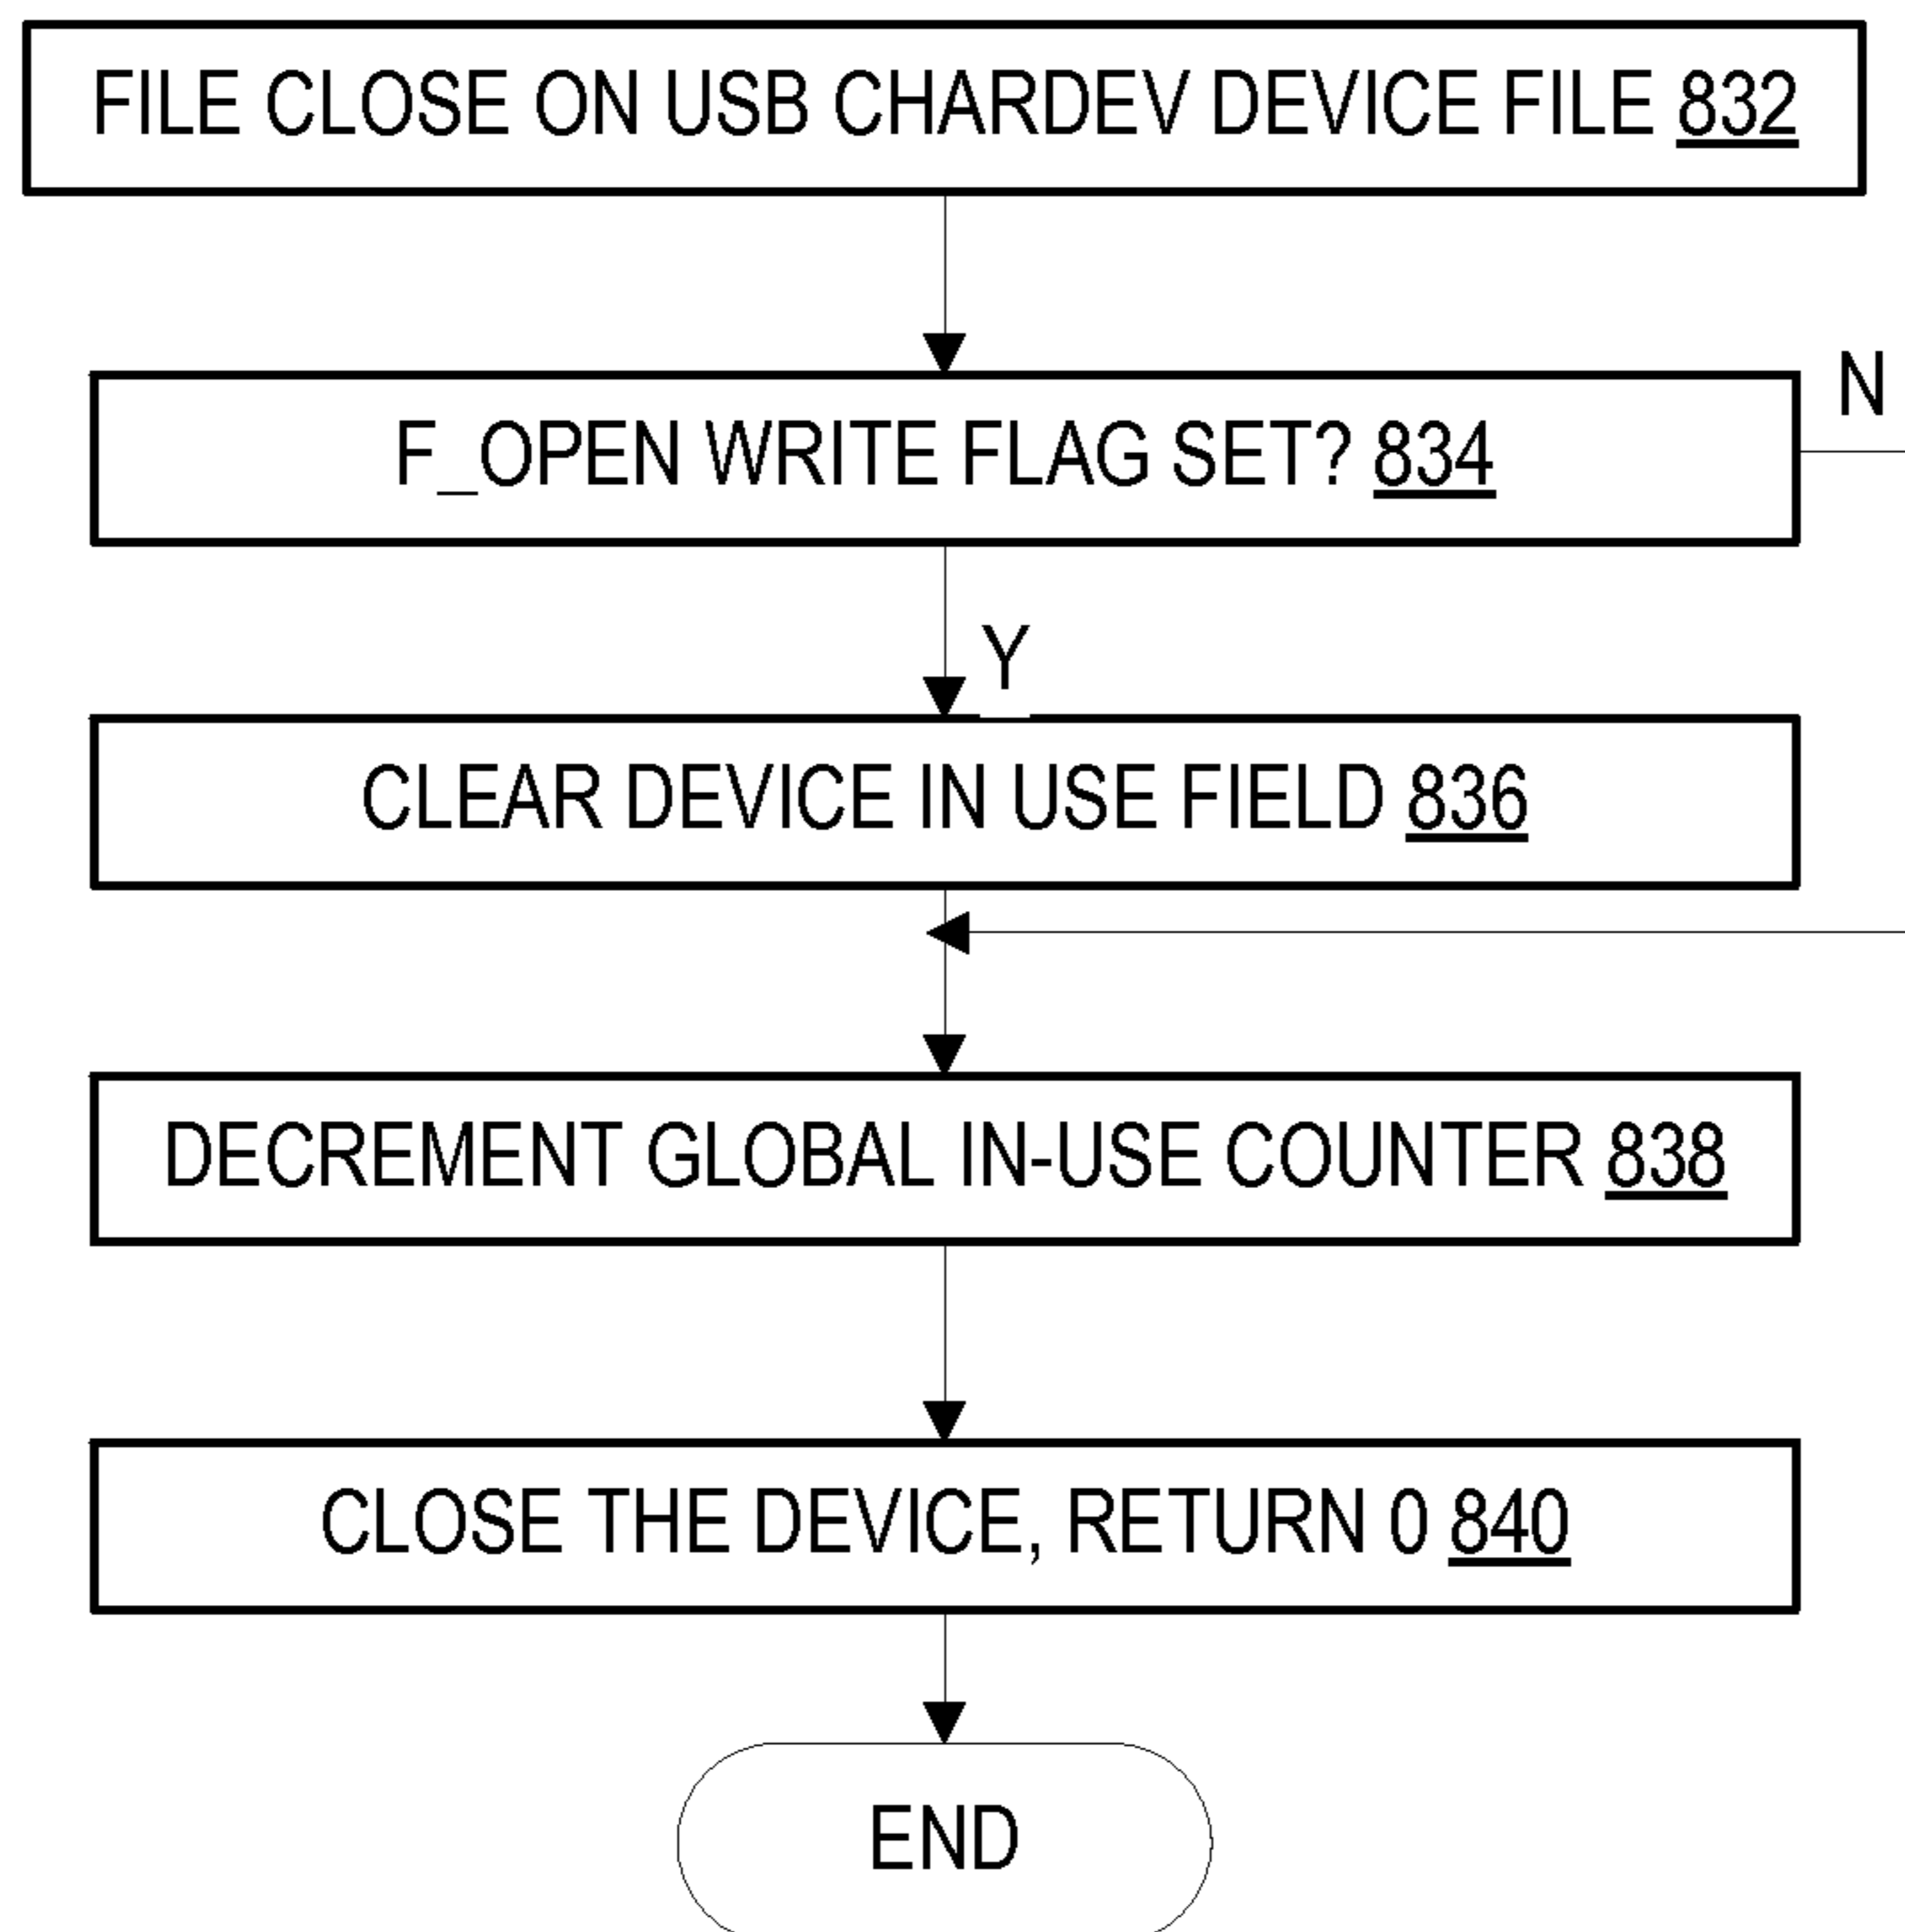 FILE CLOSE ON USB CHARDEV DEVICE FILE 832
N
F_OPEN WRITE FLAG SET? 834
Y
CLEAR DEVICE IN USE FIELD 836
DECREMENT GLOBAL IN-USE COUNTER 838
CLOSE THE DEVICE, RETURN 0 840
END